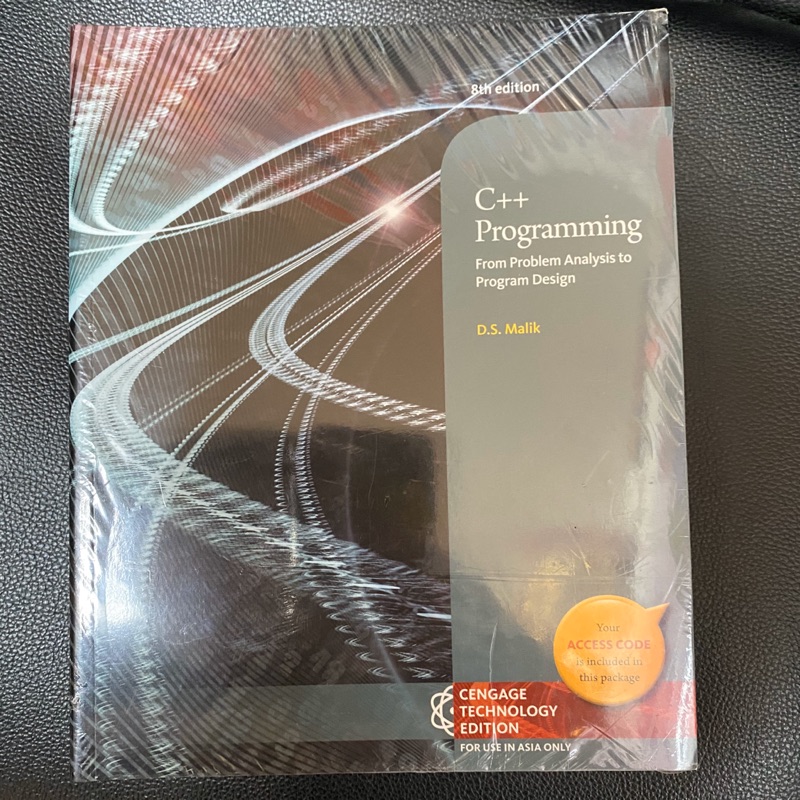 8th edition
C++
Programming
From Problem Analysis to
Program Design
D.S. Malik
Your
ACCESS CODE
is included in
this package
CENGAGE
TECHNOLOGY
EDITION
FOR USE IN ASIA ONLY